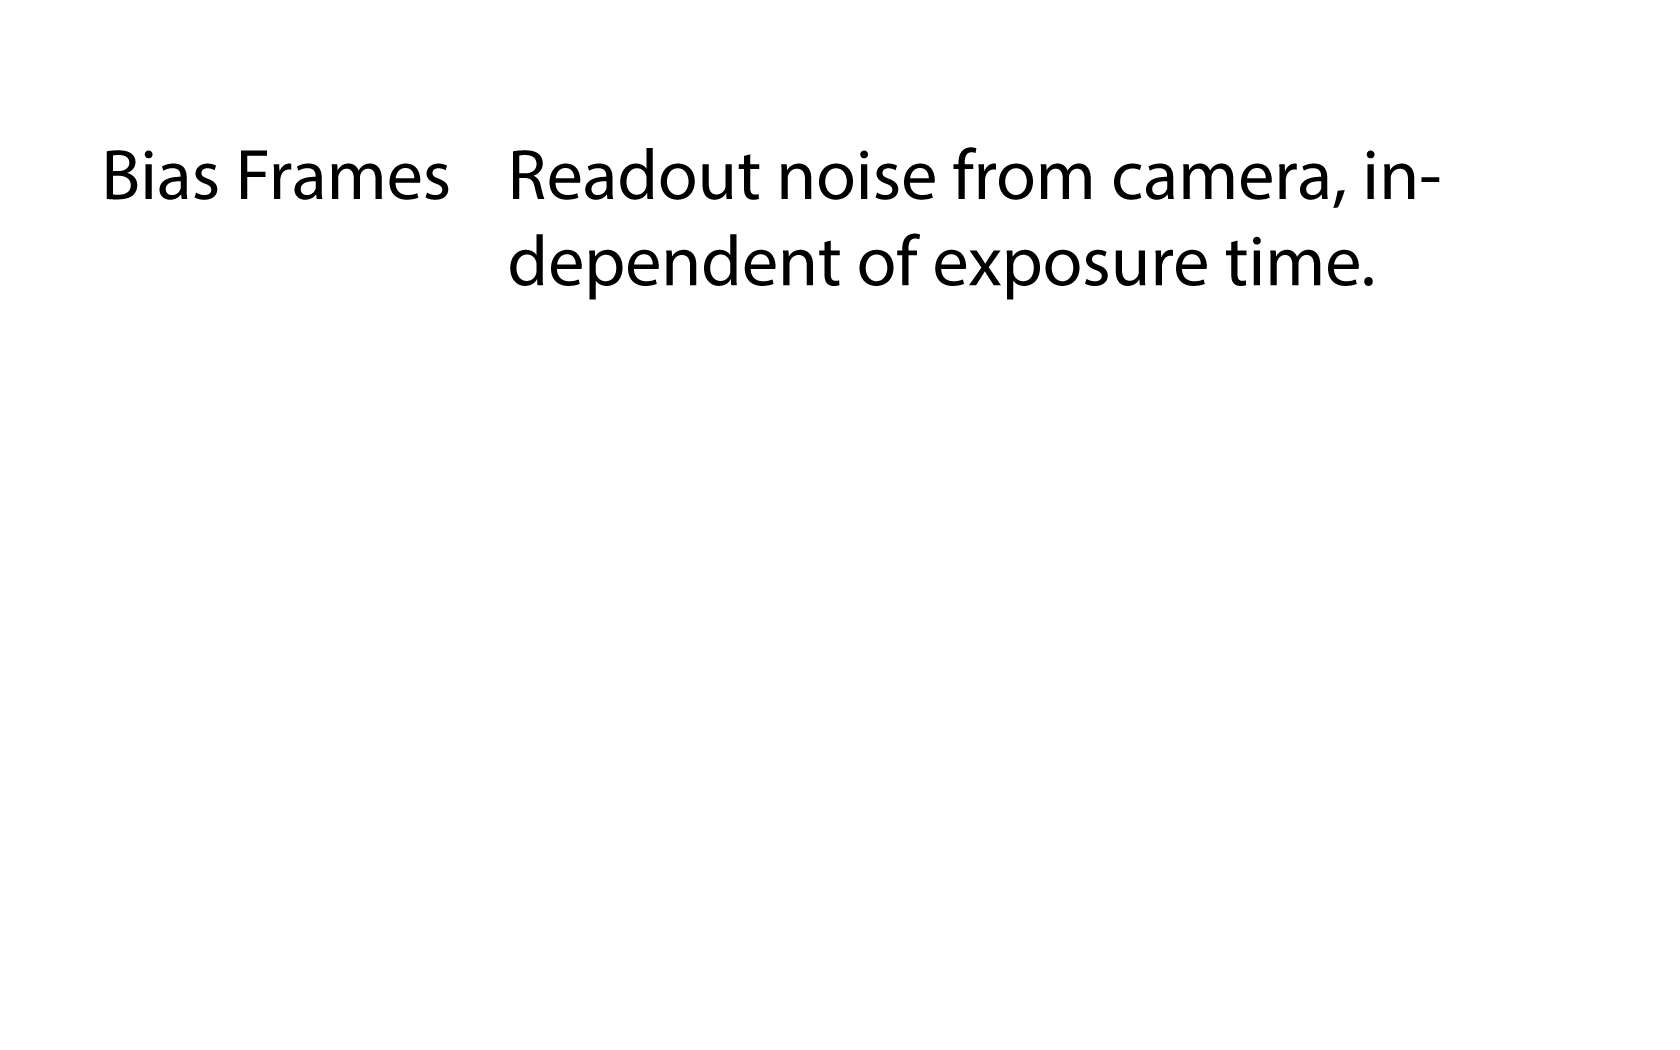 Bias Frames Readout noise from camera, in-
dependent of exposure time.